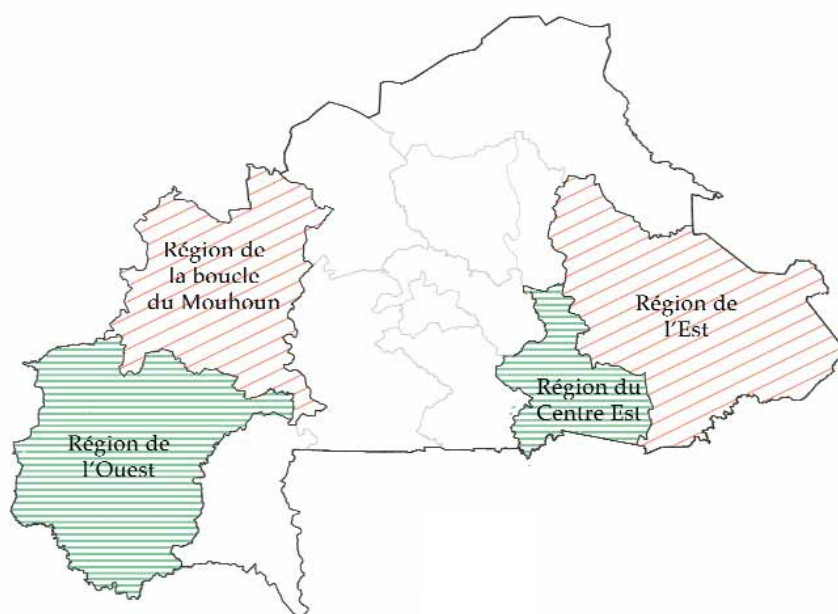 Région de
la boucle
du Mouhoun
Région de
l'Est
Région du
Centre Est
Région de
l'Ouest